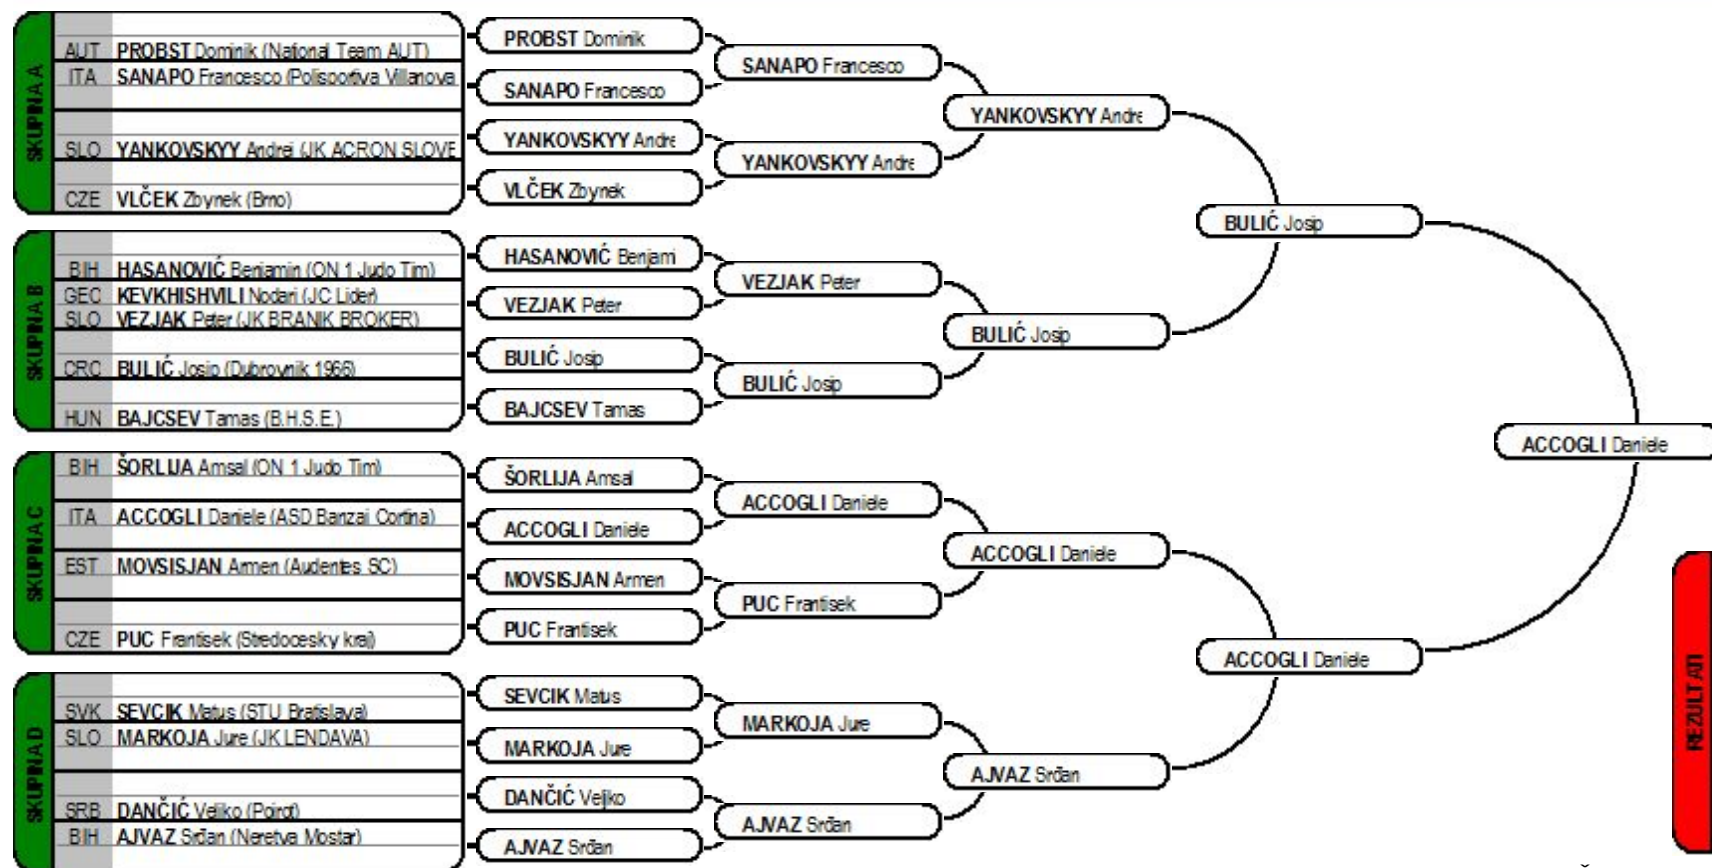 SKUPINA A
AUT PROBST Dominik (National Team AUT)
ITA SANAPO Francesco (Polisportiva Villanova
SLO YANKOVSKYY Andrei (JK ACRON SLOVE
CZE VLČEK Zbynek (Brno)
PROBST Dominik
SANAPO Francesco
YANKOVSKYY Andre
VLČEK Zbynek
SANAPO Francesco
YANKOVSKYY Andre
YANKOVSKYY Andre
SKUPINA B
BIH HASANOVIĆ Benjamin (ON 1 Judo Tim)
GEO KEVKHISHVILI Nodari (JC Lider)
SLO VEZJAK Peter (JK BRANIK BROKER)
CRO BULIĆ Josip (Dubrovnik 1966)
HUN BAJCSEV Tamas (B.H.S.E.)
HASANOVIĆ Benjami
VEZJAK Peter
BULIĆ Josip
BAJCSEV Tamas
VEZJAK Peter
BULIĆ Josip
BULIĆ Josip
BULIĆ Josip
SKUPINA C
BIH ŠORLIJA Amsal (ON 1 Judo Tim)
ITA ACCOGLI Daniele (ASD Banzai Cortina)
EST MOVSISJAN Armen (Audentes SC)
CZE PUC Frantisek (Stredocesky kraj)
ŠORLIJA Amsal
ACCOGLI Daniele
MOVSISJAN Armen
PUC Frantisek
ACCOGLI Daniele
PUC Frantisek
ACCOGLI Daniele
SKUPINA D
SVK SEVCIK Matus (STU Bratislava)
SLO MARKOJA Jure (JK LENDAVA)
SRB DANČIĆ Veljko (Poirot)
BIH AJVAZ Srđan (Neretva Mostar)
SEVCIK Matus
MARKOJA Jure
DANČIĆ Veljko
AJVAZ Srđan
MARKOJA Jure
AJVAZ Srđan
AJVAZ Srđan
ACCOGLI Daniele
ACCOGLI Daniele
REZULTATI